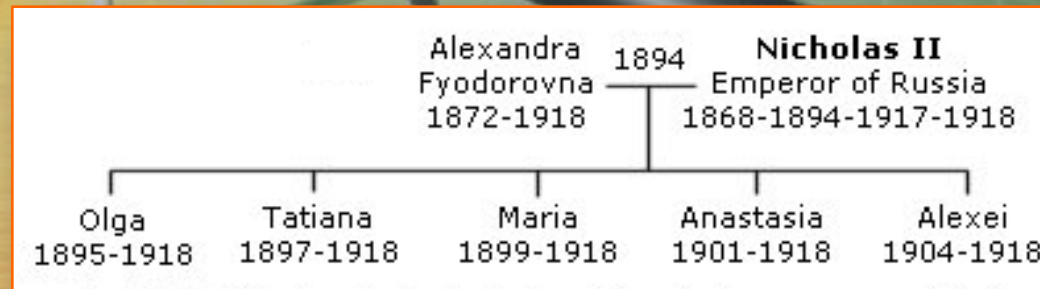 Alexandra
Fyodorovna
1872-1918
1894
Nicholas II
Emperor of Russia
1868-1894-1917-1918
Olga
1895-1918
Tatiana
1897-1918
Maria
1899-1918
Anastasia
1901-1918
Alexei
1904-1918